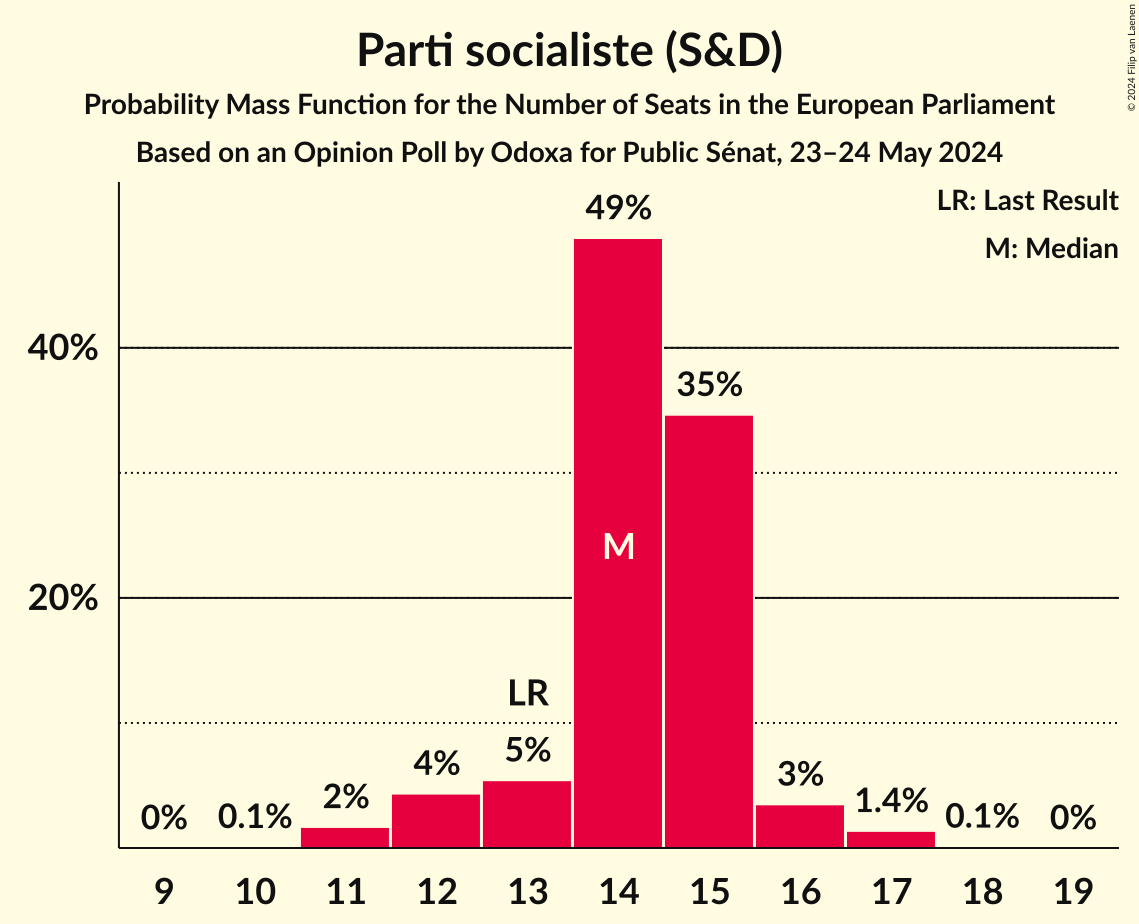 Parti socialiste (S&D)
Probability Mass Function for the Number of Seats in the European Parliament
Based on an Opinion Poll by Odoxa for Public Sénat, 23–24 May 2024
© 2024 Filip van Laenen
LR: Last Result
M: Median
49%
40%
35%
M
20%
LR
5%
4%
3%
2%
1.4%
0%
0.1%
0.1%
0%
9 10 11 12 13 14 15 16 17 18 19